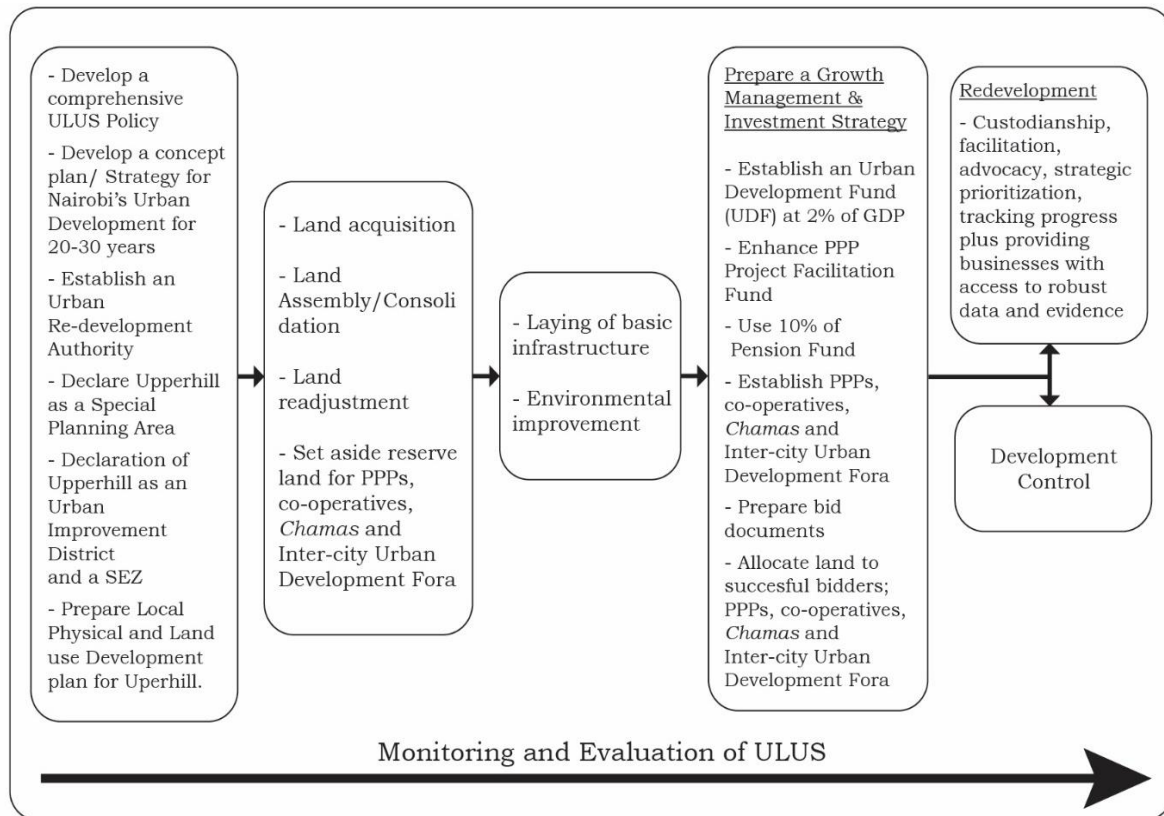 - Develop a
comprehensive
ULUS Policy
- Develop a concept
plan/ Strategy for
Nairobi's Urban
Development for
20-30 years
- Establish an
Urban
Re-development
Authority
- Declare Upperhill
as a Special
Planning Area
- Declaration of
Upperhill as an
Urban
Improvement
District
and a SEZ
- Prepare Local
Physical and Land
use Development
plan for Uperhill.
- Land acquisition
- Land
Assembly/Consoli
dation
- Land
readjustment
- Set aside reserve
land for PPPs,
co-operatives,
Chamas and
Inter-city Urban
Development Fora
- Laying of basic
infrastructure
- Environmental
improvement
Prepare a Growth
Management &
Investment Strategy
- Establish an Urban
Development Fund
(UDF) at 2% of GDP
- Enhance PPP
Project Facilitation
Fund
- Use 10% of
Pension Fund
- Establish PPPs,
co-operatives,
Chamas and
Inter-city Urban
Development Fora
- Prepare bid
documents
- Allocate land to
succesful bidders;
PPPs, co-operatives,
Chamas and
Inter-city Urban
Development Fora
Redevelopment
- Custodianship,
facilitation,
advocacy, strategic
prioritization,
tracking progress
plus providing
businesses with
access to robust
data and evidence
Development
Control
Monitoring and Evaluation of ULUS